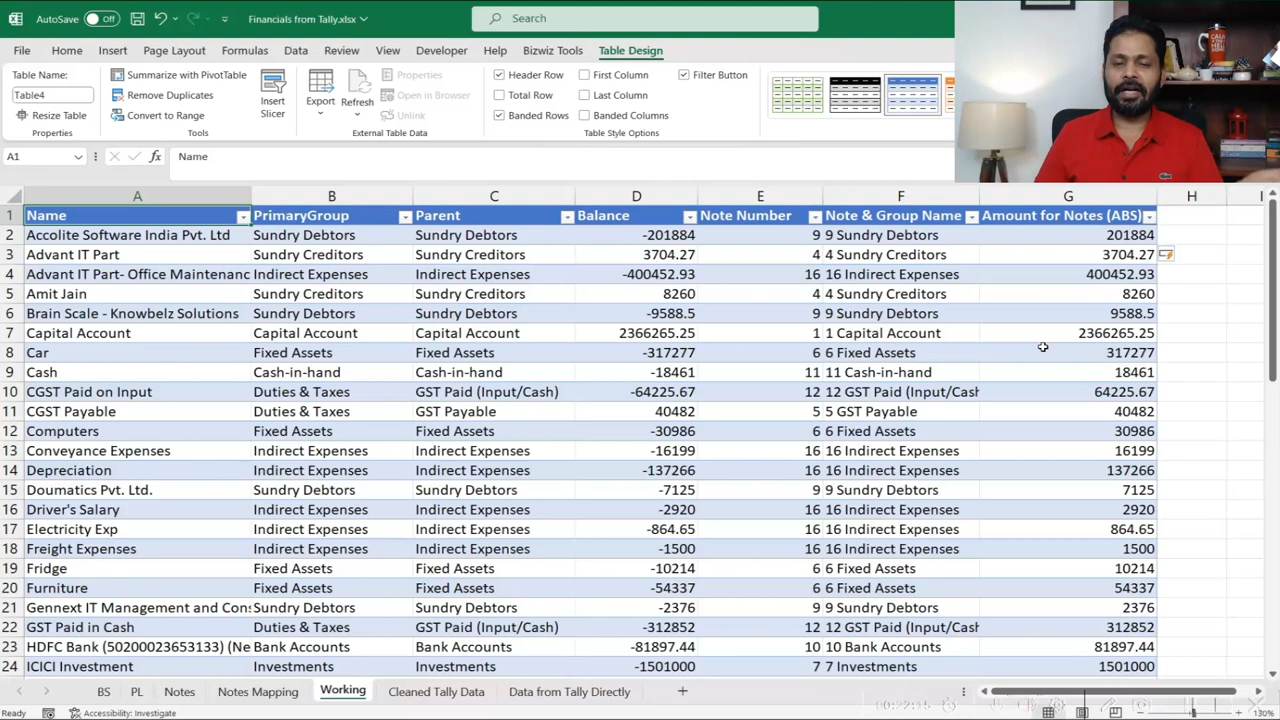 AutoSave Off Financials from Tally.xlsx Search
File Home Insert Page Layout Formulas Data Review View Developer Help Bizwiz Tools Table Design
Table Name:
Table4
Resize Table
Properties
Summarize with PivotTable
Remove Duplicates
Convert to Range
Tools
Insert
Slicer
Export
Refresh
Properties
Open in Browser
Unlink
External Table Data
Header Row First Column Filter Button
Total Row Last Column
Banded Rows Banded Columns
Table Style Options
A1 fx Name
A B C D E F G H I
1 Name PrimaryGroup Parent Balance Note Number Note & Group Name Amount for Notes (ABS)
2 Accolite Software India Pvt. Ltd Sundry Debtors Sundry Debtors -201884 9 9 Sundry Debtors 201884
3 Advant IT Part Sundry Creditors Sundry Creditors 3704.27 4 4 Sundry Creditors 3704.27
4 Advant IT Part- Office Maintenanc Indirect Expenses Indirect Expenses -400452.93 16 16 Indirect Expenses 400452.93
5 Amit Jain Sundry Creditors Sundry Creditors 8260 4 4 Sundry Creditors 8260
6 Brain Scale - Knowbelz Solutions Sundry Debtors Sundry Debtors -9588.5 9 9 Sundry Debtors 9588.5
7 Capital Account Capital Account Capital Account 2366265.25 1 1 Capital Account 2366265.25
8 Car Fixed Assets Fixed Assets -317277 6 6 Fixed Assets 317277
9 Cash Cash-in-hand Cash-in-hand -18461 11 11 Cash-in-hand 18461
10 CGST Paid on Input Duties & Taxes GST Paid (Input/Cash) -64225.67 12 12 GST Paid (Input/Cash 64225.67
11 CGST Payable Duties & Taxes GST Payable 40482 5 5 GST Payable 40482
12 Computers Fixed Assets Fixed Assets -30986 6 6 Fixed Assets 30986
13 Conveyance Expenses Indirect Expenses Indirect Expenses -16199 16 16 Indirect Expenses 16199
14 Depreciation Indirect Expenses Indirect Expenses -137266 16 16 Indirect Expenses 137266
15 Doumatics Pvt. Ltd. Sundry Debtors Sundry Debtors -7125 9 9 Sundry Debtors 7125
16 Driver's Salary Indirect Expenses Indirect Expenses -2920 16 16 Indirect Expenses 2920
17 Electricity Exp Indirect Expenses Indirect Expenses -864.65 16 16 Indirect Expenses 864.65
18 Freight Expenses Indirect Expenses Indirect Expenses -1500 16 16 Indirect Expenses 1500
19 Fridge Fixed Assets Fixed Assets -10214 6 6 Fixed Assets 10214
20 Furniture Fixed Assets Fixed Assets -54337 6 6 Fixed Assets 54337
21 Gennext IT Management and Con Sundry Debtors Sundry Debtors -2376 9 9 Sundry Debtors 2376
22 GST Paid in Cash Duties & Taxes GST Paid (Input/Cash) -312852 12 12 GST Paid (Input/Cash 312852
23 HDFC Bank (50200023653133) (Ne Bank Accounts Bank Accounts -81897.44 10 10 Bank Accounts 81897.44
24 ICICI Investment Investments Investments -1501000 7 7 Investments 1501000
BS PL Notes Notes Mapping Working Cleaned Tally Data Data from Tally Directly
Ready Accessibility: Investigate 00:22:15 130%